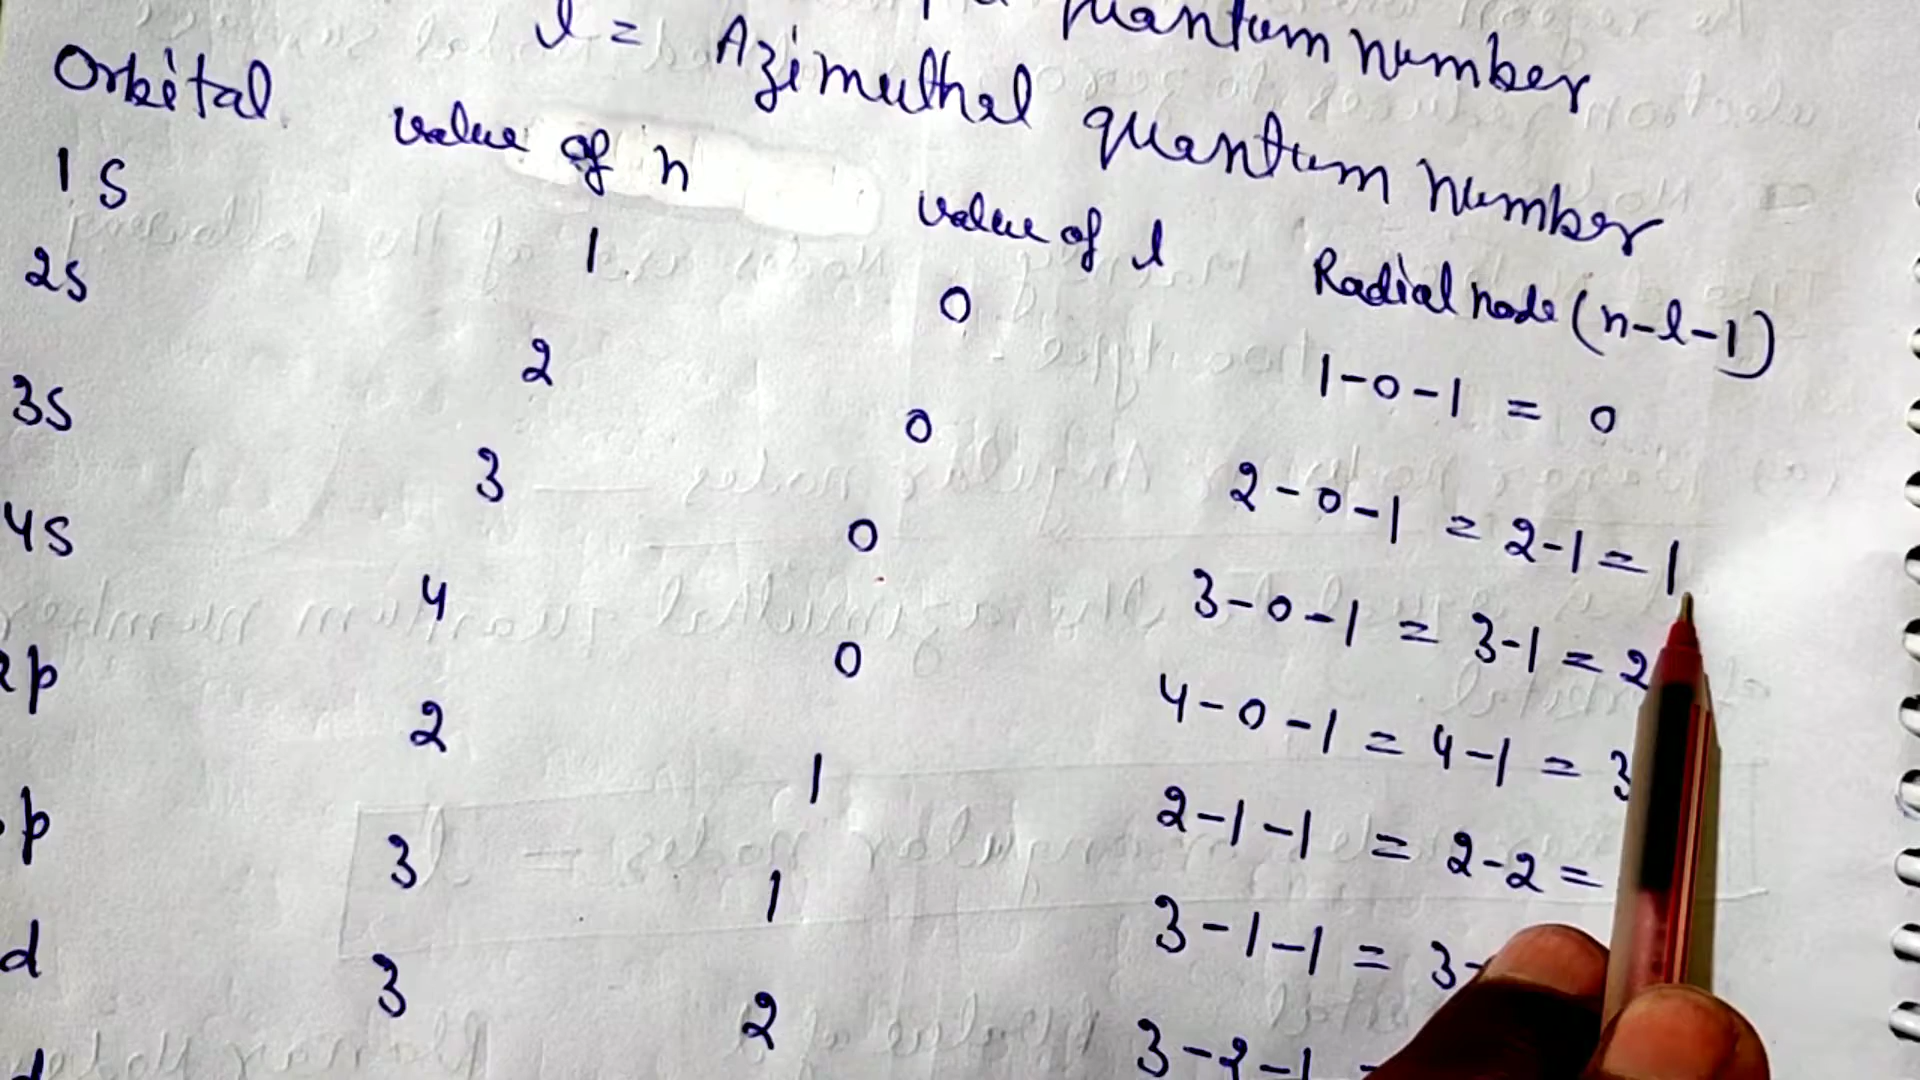 quantum number
l = Azimuthal quantum number
Orbital value of n value of l Radial node (n-l-1)
1s 1 0 1-0-1 = 0
2s 2 0 2-0-1 = 2-1 = 1
3s 3 0 3-0-1 = 3-1 = 2
4s 4 0 4-0-1 = 4-1 = 3
2p 2 1 2-1-1 = 2-2 =
p 3 1 3-1-1 = 3-
d 3 2 3-2-1
d